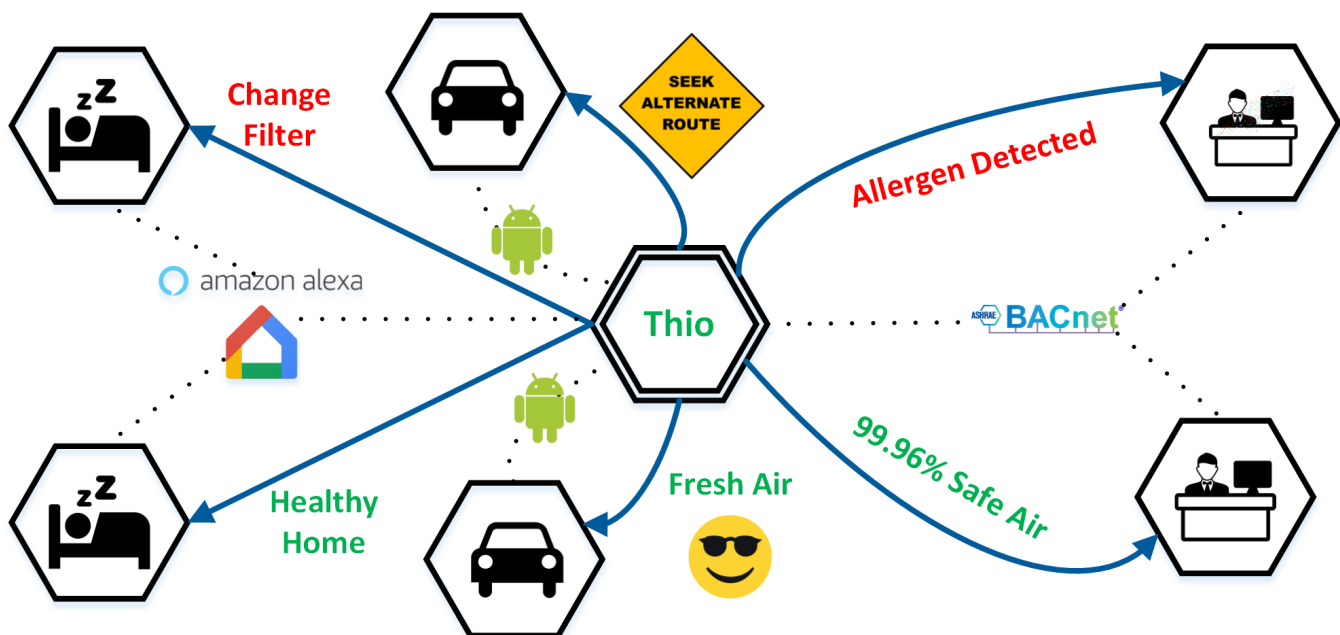 z z z
Change
Filter
SEEK
ALTERNATE
ROUTE
Allergen Detected
amazon alexa
Thio
ASHRAE BACnet
z z z
Healthy
Home
Fresh Air
99.96% Safe Air